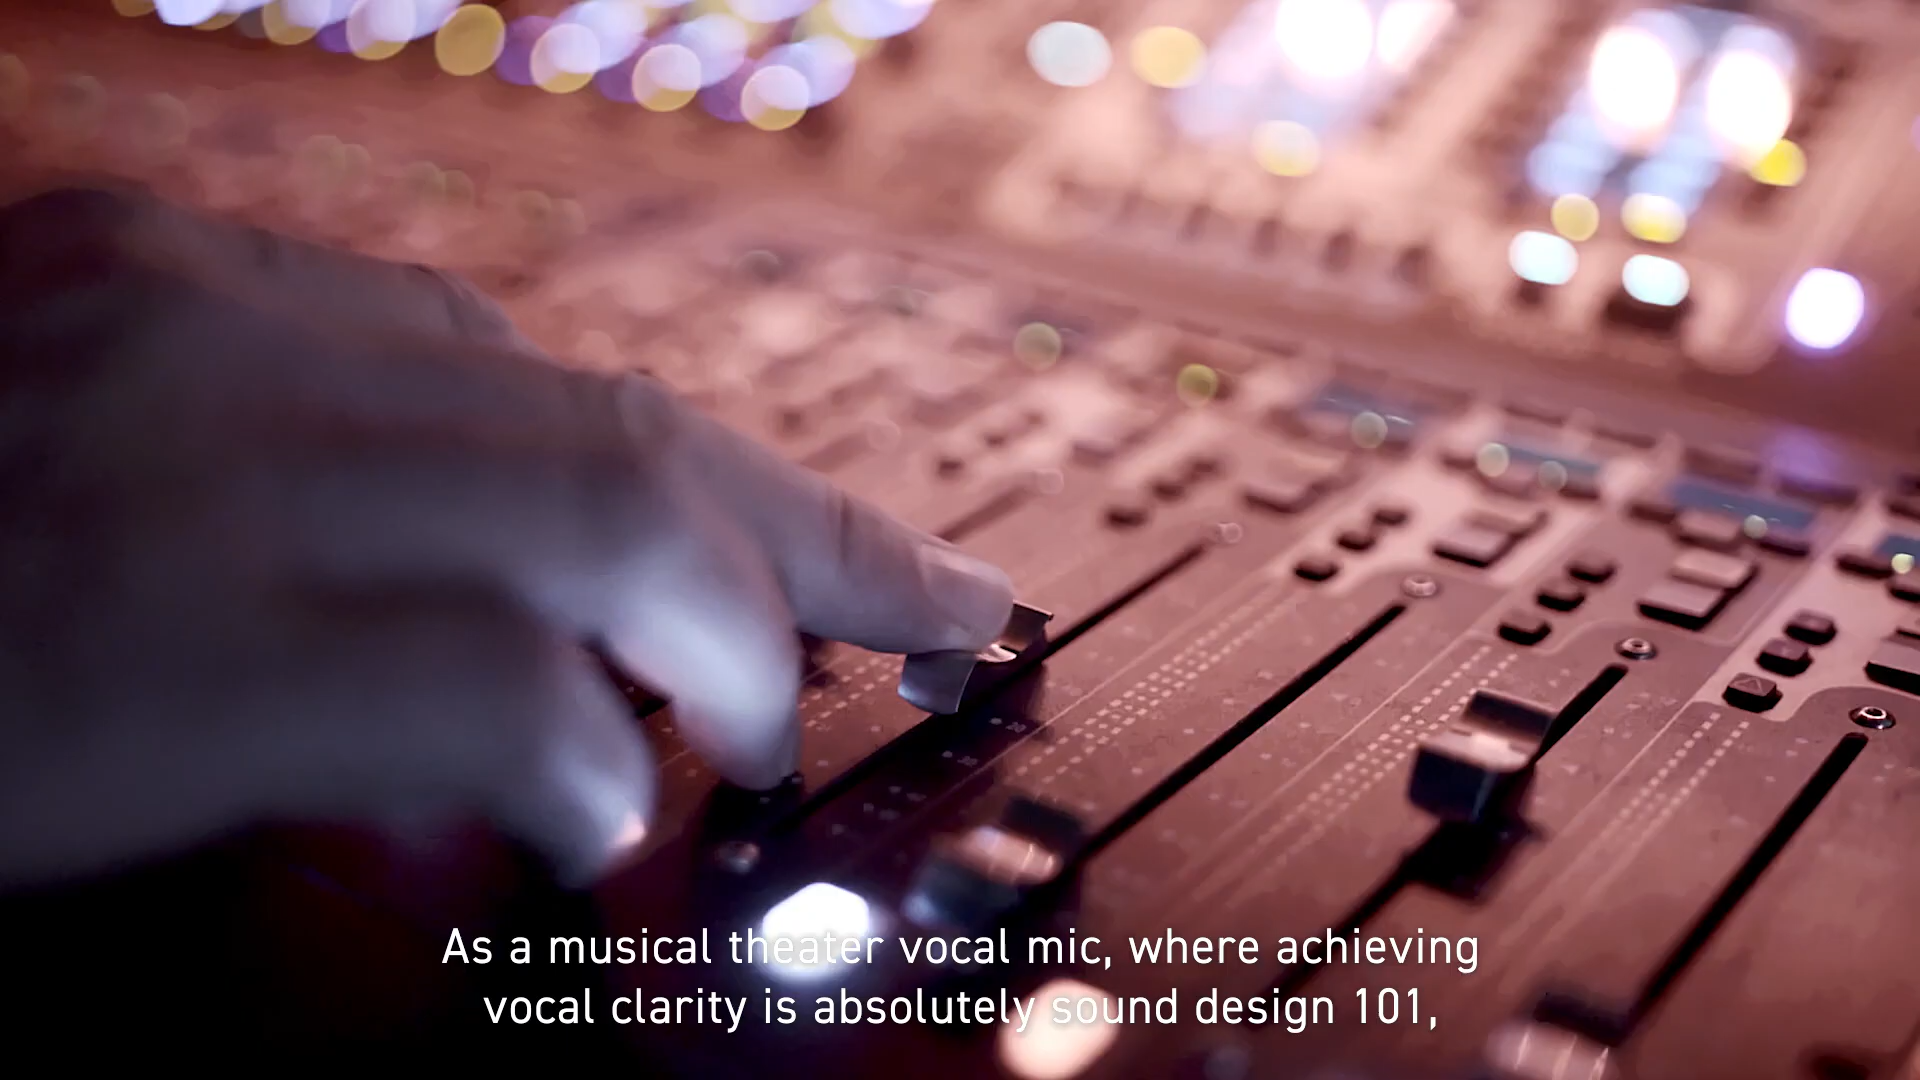 As a musical theater vocal mic, where achieving
vocal clarity is absolutely sound design 101,